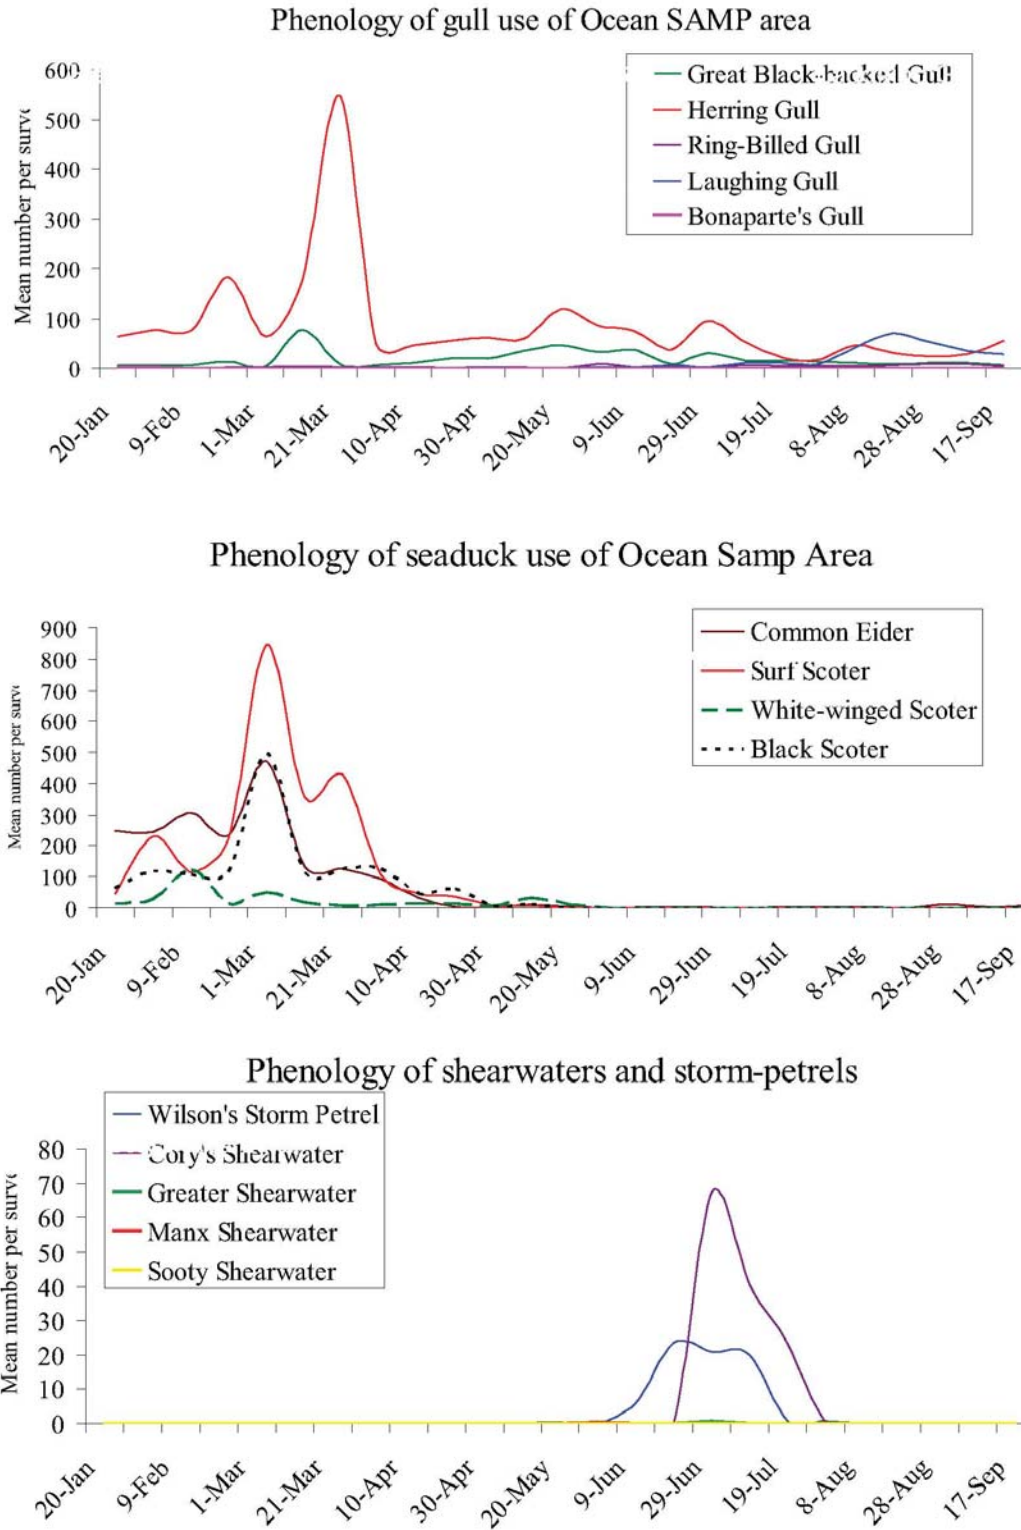 Phenology of gull use of Ocean SAMP area
Mean number per surve
600
500
400
300
200
100
0
Great Black-backed Gull
Herring Gull
Ring-Billed Gull
Laughing Gull
Bonaparte's Gull
20-Jan 9-Feb 1-Mar 21-Mar 10-Apr 30-Apr 20-May 9-Jun 29-Jun 19-Jul 8-Aug 28-Aug 17-Sep
Phenology of seaduck use of Ocean Samp Area
Mean number per surve
900
800
700
600
500
400
300
200
100
0
Common Eider
Surf Scoter
White-winged Scoter
Black Scoter
20-Jan 9-Feb 1-Mar 21-Mar 10-Apr 30-Apr 20-May 9-Jun 29-Jun 19-Jul 8-Aug 28-Aug 17-Sep
Phenology of shearwaters and storm-petrels
Wilson's Storm Petrel
Cory's Shearwater
Greater Shearwater
Manx Shearwater
Sooty Shearwater
Mean number per surve
80
70
60
50
40
30
20
10
0
20-Jan 9-Feb 1-Mar 21-Mar 10-Apr 30-Apr 20-May 9-Jun 29-Jun 19-Jul 8-Aug 28-Aug 17-Sep